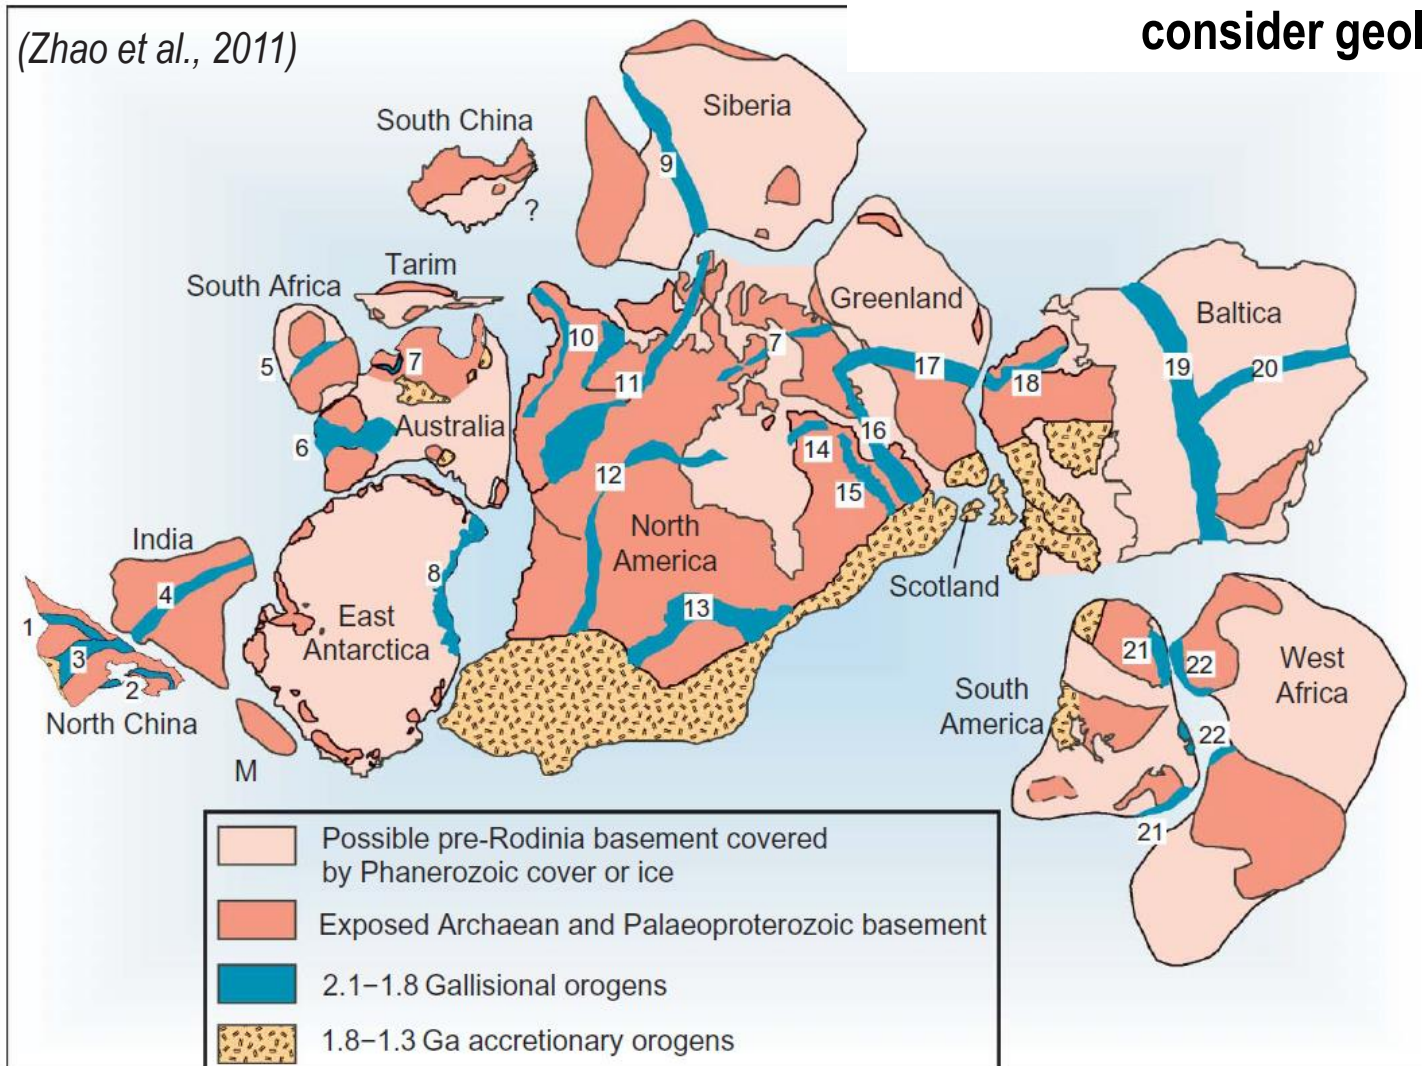 (Zhao et al., 2011)
consider geol
South China
?
Siberia
9
Tarim
South Africa
5
7
6
Australia
10
11
7
12
North
America
13
14
15
16
Greenland
17
18
Baltica
19
20
Scotland
India
4
1
3
2
North China
8
East
Antarctica
M
South
America
21
22
22
21
West
Africa
Possible pre-Rodinia basement covered
by Phanerozoic cover or ice
Exposed Archaean and Palaeoproterozoic basement
2.1–1.8 Gallisional orogens
1.8–1.3 Ga accretionary orogens